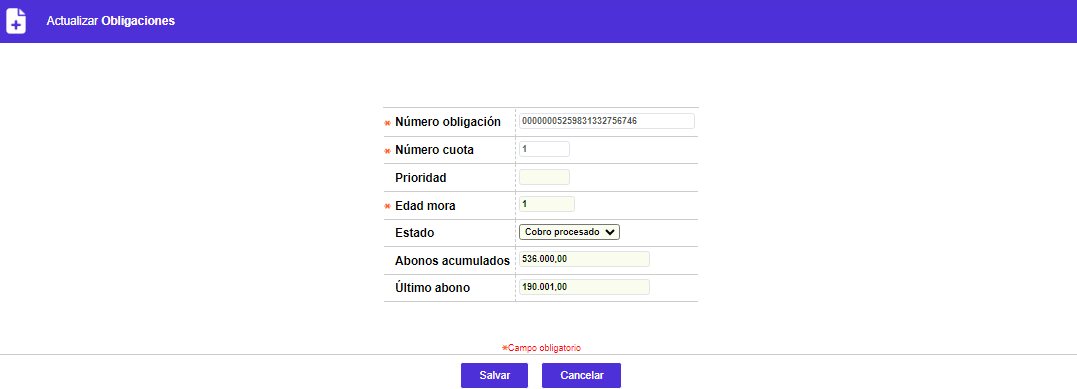 Actualizar Obligaciones
* Número obligación 00000005259831332756746
* Número cuota 1
Prioridad
* Edad mora 1
Estado Cobro procesado
Abonos acumulados 536.000,00
Último abono 190.001,00
*Campo obligatorio
Salvar Cancelar